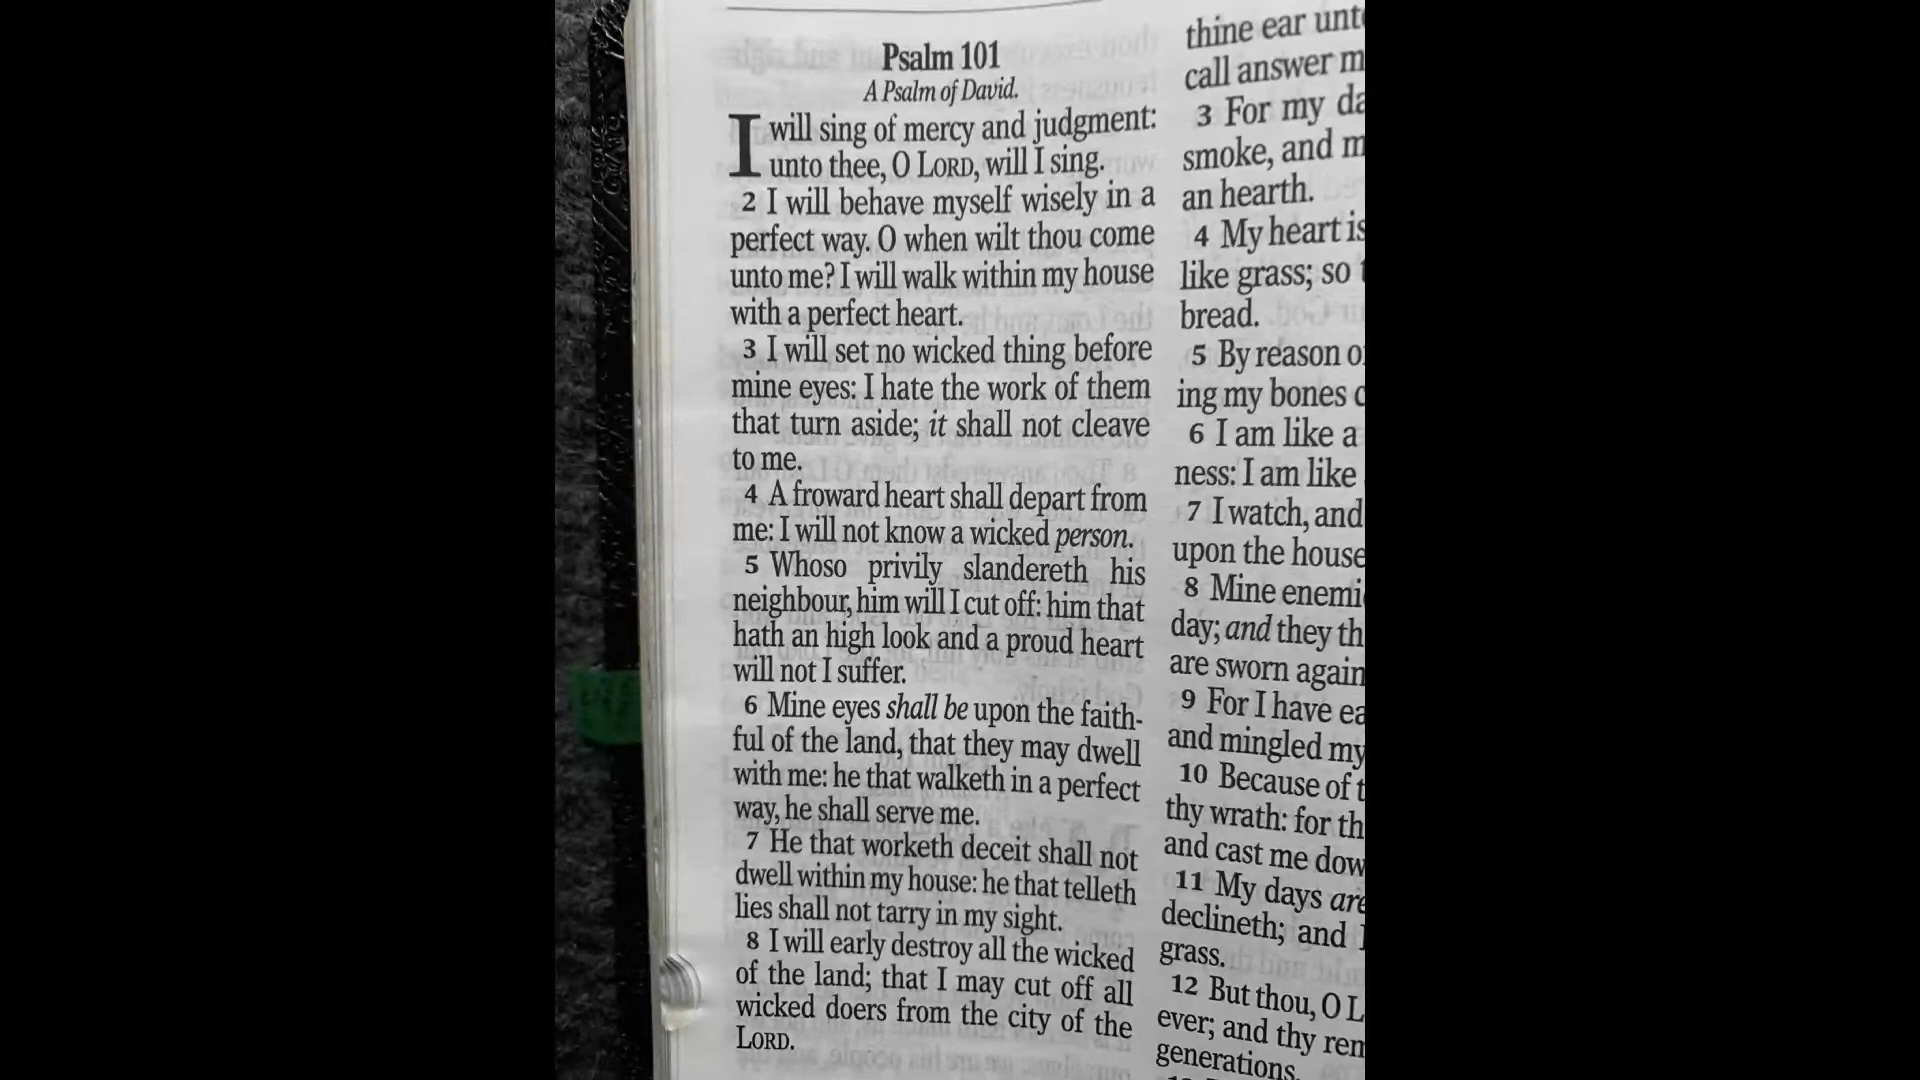 Psalm 101
A Psalm of David.
I will sing of mercy and judgment:
unto thee, O LORD, will I sing.
2 I will behave myself wisely in a
perfect way. O when wilt thou come
unto me? I will walk within my house
with a perfect heart.
3 I will set no wicked thing before
mine eyes: I hate the work of them
that turn aside; it shall not cleave
to me.
4 A froward heart shall depart from
me: I will not know a wicked person.
5 Whoso privily slandereth his
neighbour, him will I cut off: him that
hath an high look and a proud heart
will not I suffer.
6 Mine eyes shall be upon the faith-
ful of the land, that they may dwell
with me: he that walketh in a perfect
way, he shall serve me.
7 He that worketh deceit shall not
dwell within my house: he that telleth
lies shall not tarry in my sight.
8 I will early destroy all the wicked
of the land; that I may cut off all
wicked doers from the city of the
LORD.
thine ear
call answer
3 For my
smoke, and
an hearth.
4 My heart is
like grass; so
bread.
5 By reason
ing my bones
6 I am like a
ness: I am like
7 I watch, and
upon the house
8 Mine
day; and they
are sworn
9 For I have
and mingled my
10 Because of
thy wrath: for
and cast me
11 My days are
declineth; and I
grass.
12 But thou, O
ever; and thy
generations.